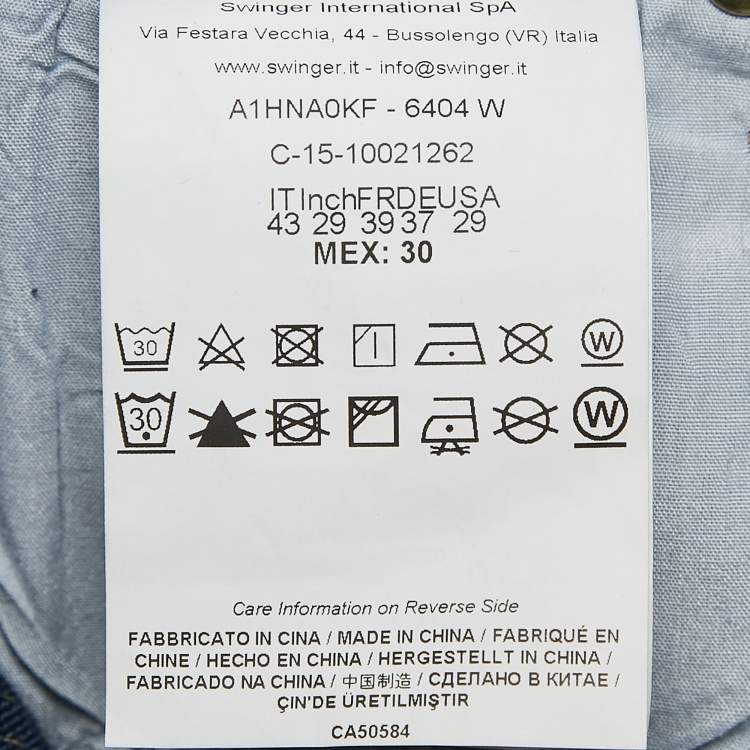 Swinger International SpA
Via Festara Vecchia, 44 - Bussolengo (VR) Italia
www.swinger.it - info@swinger.it
A1HNA0KF - 6404 W
C-15-10021262
IT Inch FR DE USA
43 29 39 37 29
MEX: 30
30 W
30 W
Care Information on Reverse Side
FABBRICATO IN CINA / MADE IN CHINA / FABRIQUÉ EN
CHINE / HECHO EN CHINA / HERGESTELLT IN CHINA /
FABRICADO NA CHINA / 中国制造 / СДЕЛАНО В КИТАЕ /
ÇIN'DE ÜRETILMIŞTIR
CA50584